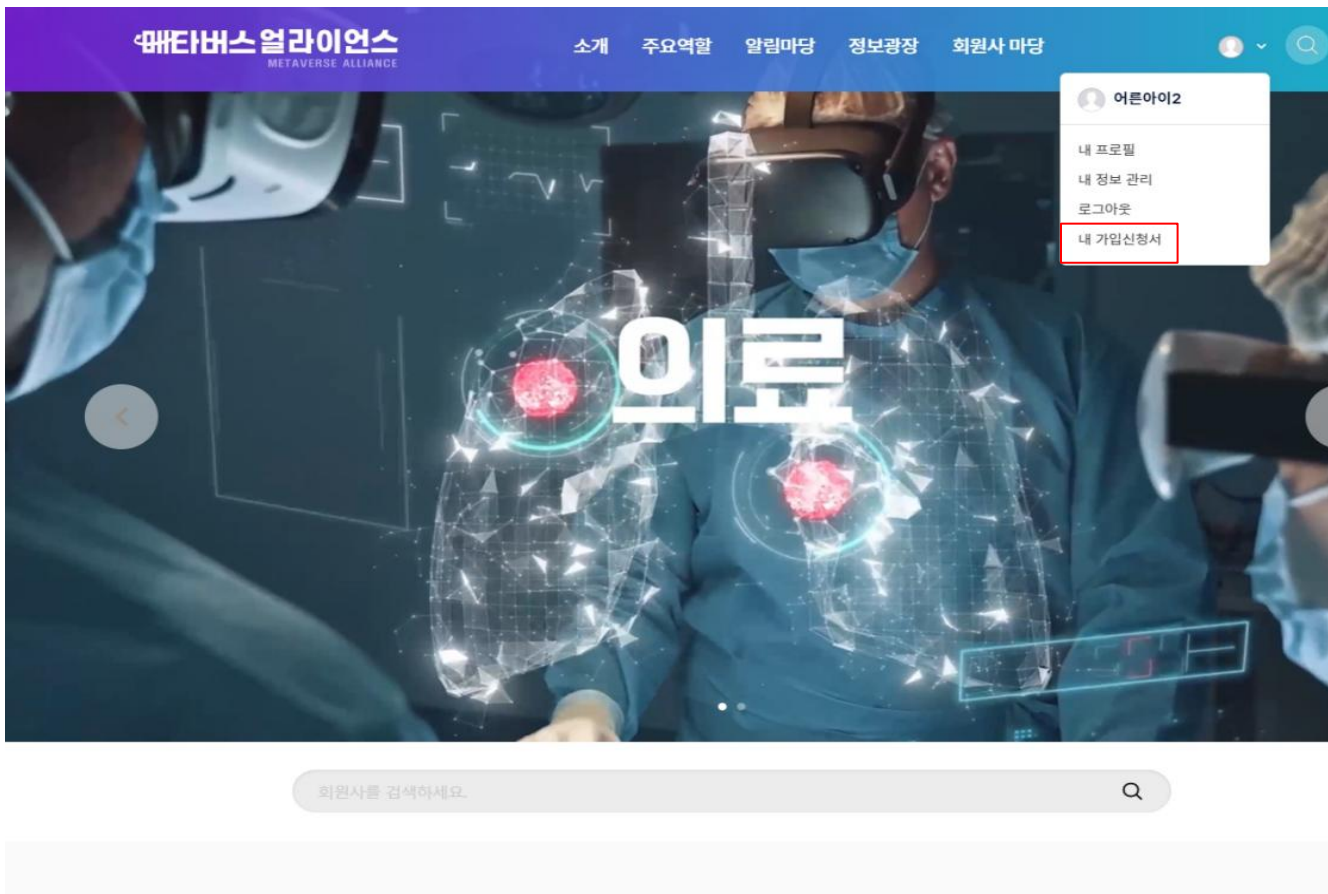 메타버스 얼라이언스
METAVERSE ALLIANCE
소개 주요역할 알림마당 정보광장 회원사 마당
어른아이2
내 프로필
내 정보 관리
로그아웃
내 가입신청서
의료
회원사를 검색하세요.